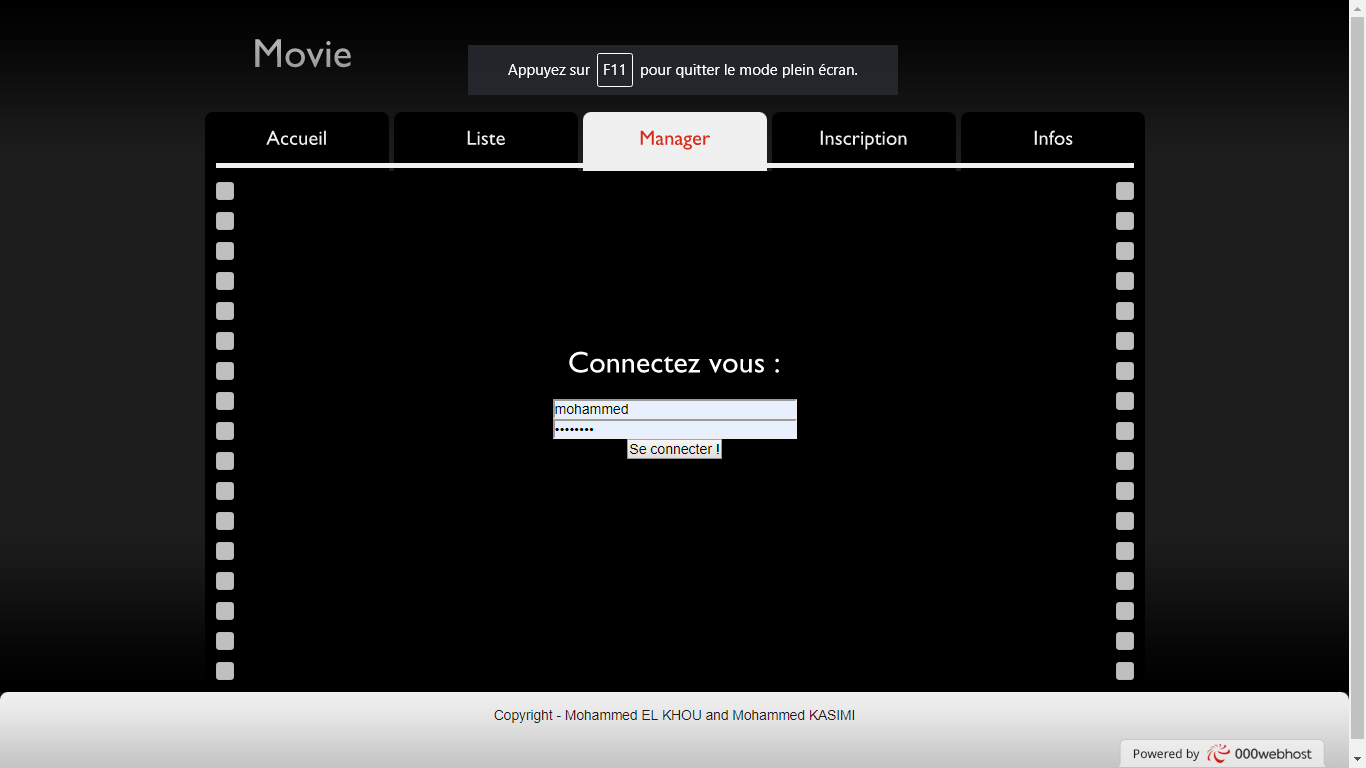 Movie
Appuyez sur F11 pour quitter le mode plein écran.
Accueil
Liste
Manager
Inscription
Infos
Connectez vous :
mohammed
••••••••
Se connecter !
Copyright - Mohammed EL KHOU and Mohammed KASIMI
Powered by 000webhost